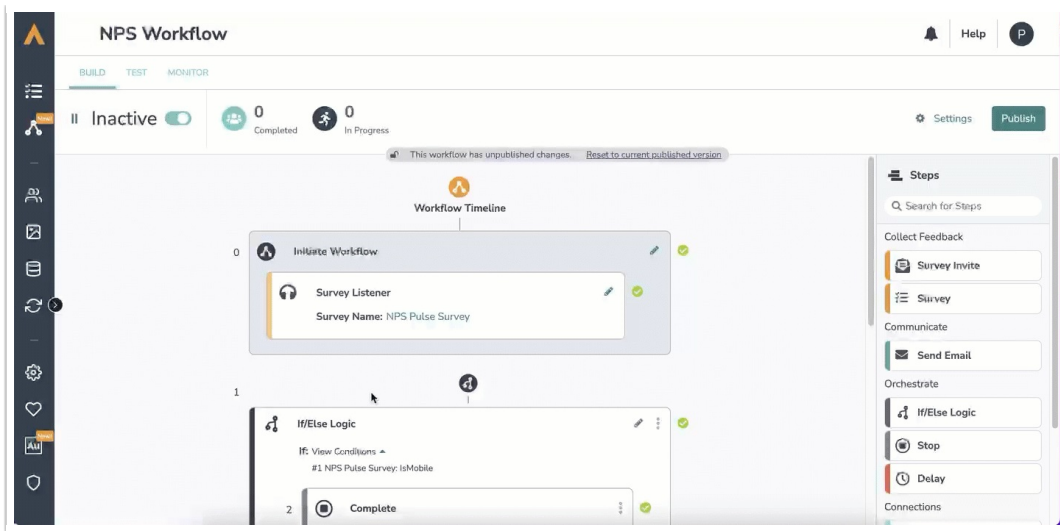 NPS Workflow
Help
P
BUILD TEST MONITOR
Inactive
0
Completed
0
In Progress
Settings
Publish
This workflow has unpublished changes. Reset to current published version
Workflow Timeline
0
Initiate Workflow
Survey Listener
Survey Name: NPS Pulse Survey
1
If/Else Logic
If: View Conditions
#1 NPS Pulse Survey: IsMobile
2
Complete
Steps
Search for Steps
Collect Feedback
Survey Invite
Survey
Communicate
Send Email
Orchestrate
If/Else Logic
Stop
Delay
Connections
Au